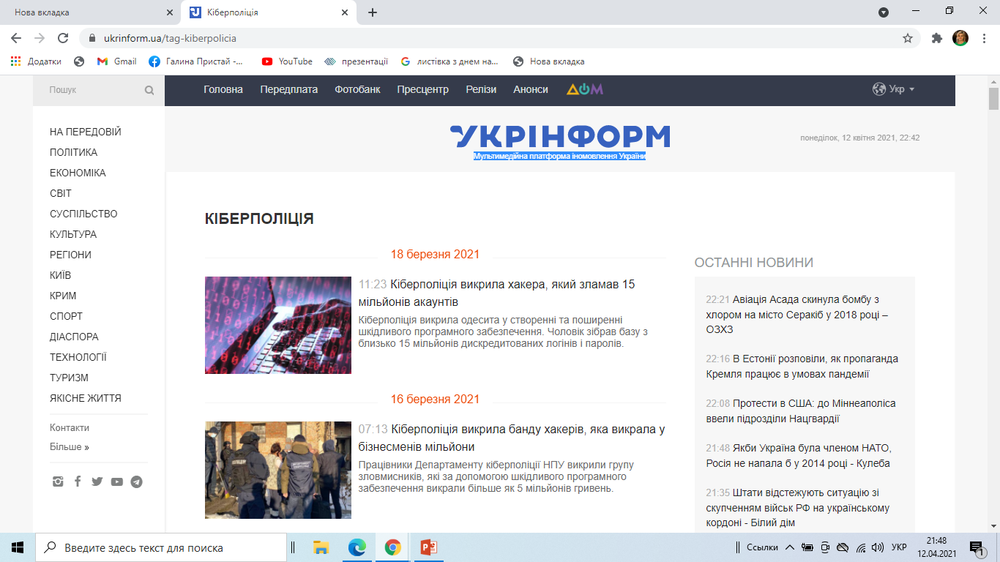 Нова вкладка
Кіберполіція
ukrinform.ua/tag-kiberpolicia
Додатки
Gmail
Галина Пристай -...
YouTube
презентації
листівка з днем на...
Нова вкладка
Пошук
Головна Передплата Фотобанк Пресцентр Релізи Анонси ДОМ
Укр
УКРІНФОРМ
Мультимедійна платформа іномовлення України
понеділок, 12 квітня 2021, 22:42
НА ПЕРЕДОВІЙ
ПОЛІТИКА
ЕКОНОМІКА
СВІТ
СУСПІЛЬСТВО
КУЛЬТУРА
РЕГІОНИ
КИЇВ
КРИМ
СПОРТ
ДІАСПОРА
ТЕХНОЛОГІЇ
ТУРИЗМ
ЯКІСНЕ ЖИТТЯ
Контакти
Більше »
КІБЕРПОЛІЦІЯ
18 березня 2021
11:23 Кіберполіція викрила хакера, який зламав 15
мільйонів акаунтів
Кіберполіція викрила одесита у створенні та поширенні
шкідливого програмного забезпечення. Чоловік зібрав базу з
близько 15 мільйонів дискредитованих логінів і паролів.
16 березня 2021
07:13 Кіберполіція викрила банду хакерів, яка викрала у
бізнесменів мільйони
Працівники Департаменту кіберполіції НПУ викрили групу
зловмисників, які за допомогою шкідливого програмного
забезпечення викрали більше як 5 мільйонів гривень.
ОСТАННІ НОВИНИ
22:21 Авіація Асада скинула бомбу з
хлором на місто Серакіб у 2018 році –
ОЗХЗ
22:16 В Естонії розповіли, як пропаганда
Кремля працює в умовах пандемії
22:08 Протести в США: до Міннеаполіса
ввели підрозділи Нацгвардії
21:48 Якби Україна була членом НАТО,
Росія не напала б у 2014 році - Кулеба
21:35 Штати відстежують ситуацію зі
скупченням військ РФ на українському
кордоні - Білий дім
Введите здесь текст для поиска
Ссылки
УКР
21:48
12.04.2021
1